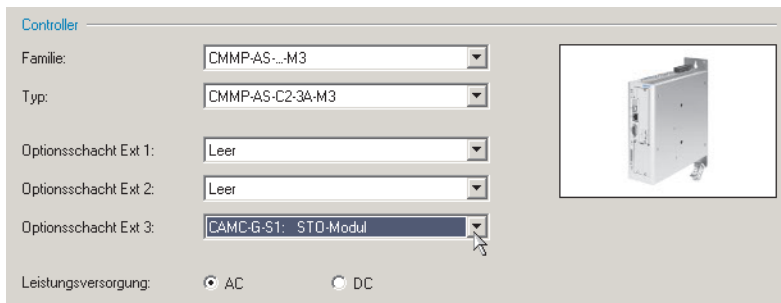 Controller
Familie: CMMP-AS-...-M3
Typ: CMMP-AS-C2-3A-M3
Optionsschacht Ext 1: Leer
Optionsschacht Ext 2: Leer
Optionsschacht Ext 3: CAMC-G-S1: STO-Modul
Leistungsversorgung: AC DC